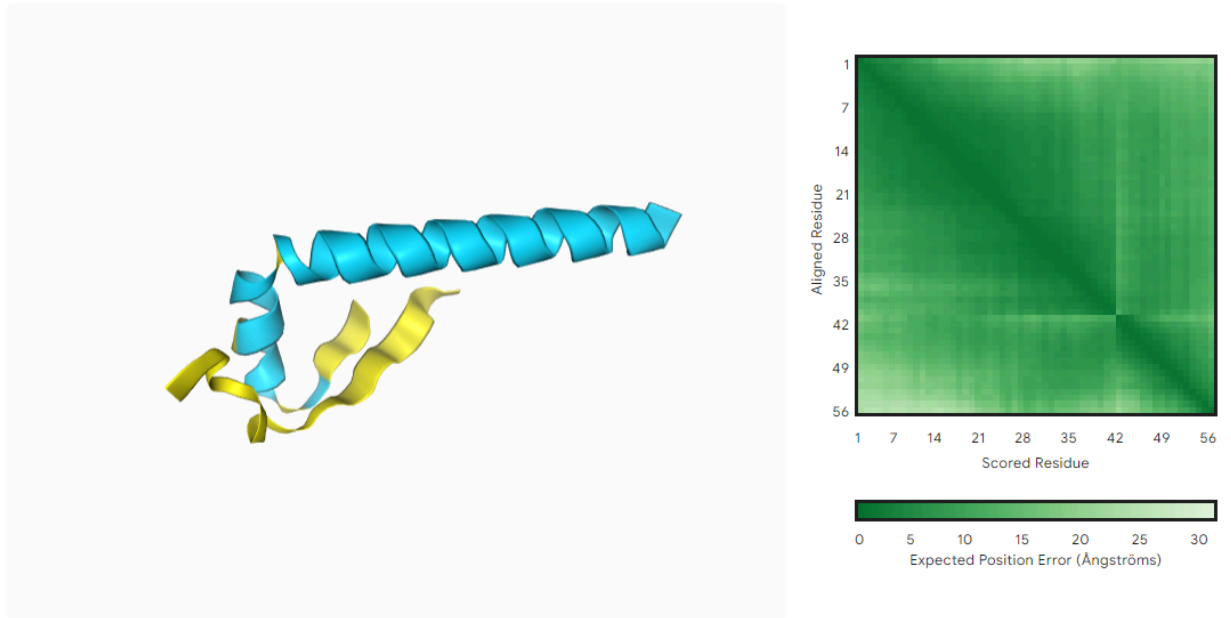 1
7
14
21
28
35
42
49
56
Aligned Residue
1 7 14 21 28 35 42 49 56
Scored Residue
0 5 10 15 20 25 30
Expected Position Error (Ångströms)